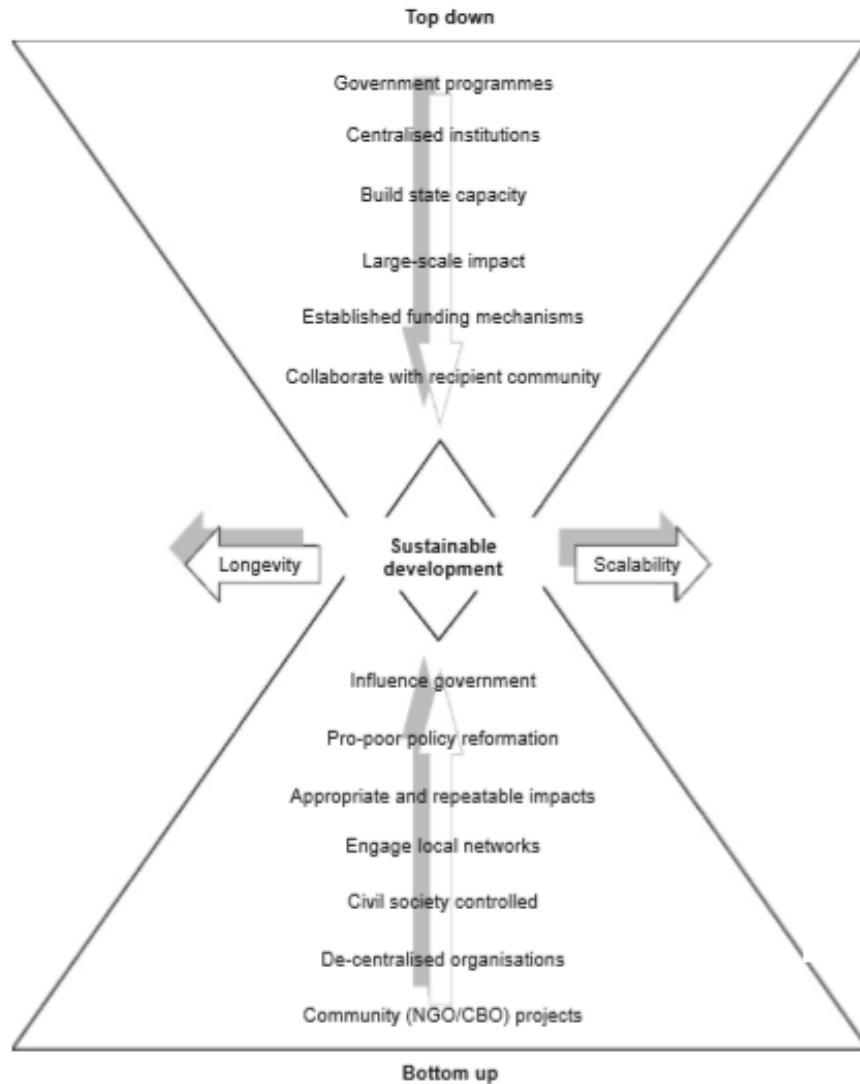 Top down
Government programmes
Centralised institutions
Build state capacity
Large-scale impact
Established funding mechanisms
Collaborate with recipient community
Longevity
Sustainable
development
Scalability
Influence government
Pro-poor policy reformation
Appropriate and repeatable impacts
Engage local networks
Civil society controlled
De-centralised organisations
Community (NGO/CBO) projects
Bottom up